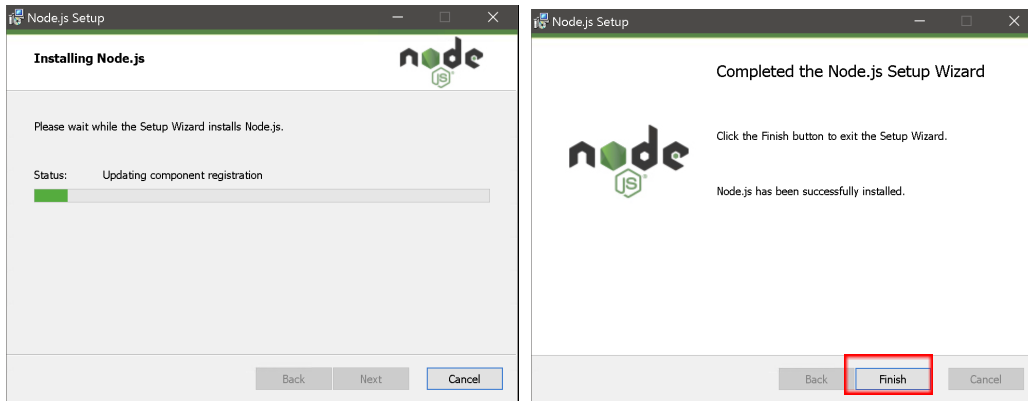 Node.js Setup
Installing Node.js
node
JS
Please wait while the Setup Wizard installs Node.js.
Status: Updating component registration
Back Next Cancel
Node.js Setup
Completed the Node.js Setup Wizard
Click the Finish button to exit the Setup Wizard.
node
JS
Node.js has been successfully installed.
Back Finish Cancel